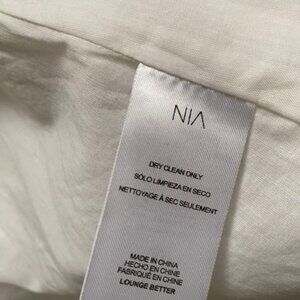 NIA
DRY CLEAN ONLY
SÓLO LIMPIEZA EN SECO
NETTOYAGE À SEC SEULEMENT
MADE IN CHINA
HECHO EN CHINE
FABRIQUÉ EN CHINE
LOUNGE BETTER